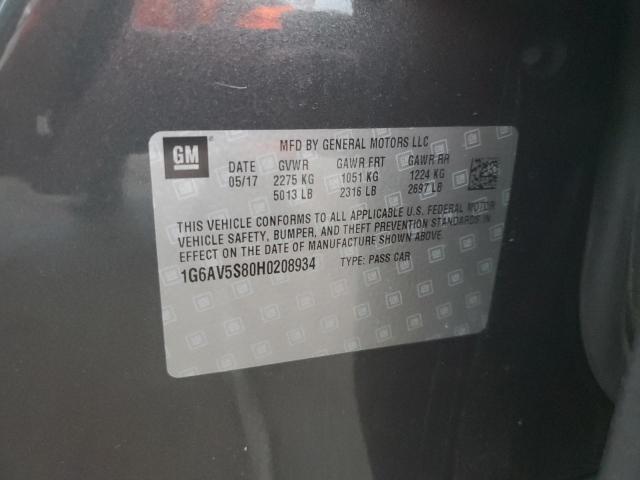 GM
MFD BY GENERAL MOTORS LLC
DATE GVWR GAWR FRT GAWR RR
05/17 2275 KG 1051 KG 1224 KG
5013 LB 2316 LB 2697 LB
THIS VEHICLE CONFORMS TO ALL APPLICABLE U.S. FEDERAL MOTOR
VEHICLE SAFETY, BUMPER, AND THEFT PREVENTION STANDARDS IN
EFFECT ON THE DATE OF MANUFACTURE SHOWN ABOVE.
1G6AV5S80H0208934 TYPE: PASS CAR